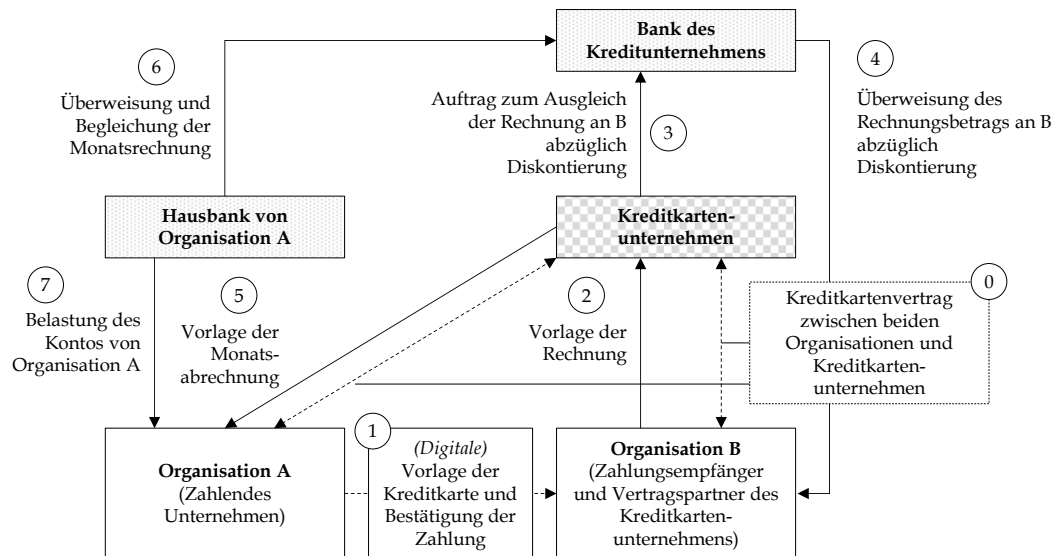 Bank des
Kreditunternehmens
6
Überweisung und
Begleichung der
Monatsrechnung
Auftrag zum Ausgleich
der Rechnung an B
abzüglich
Diskontierung
3
4
Überweisung des
Rechnungsbetrags an B
abzüglich
Diskontierung
Hausbank von
Organisation A
Kreditkarten-
unternehmen
7
Belastung des
Kontos von
Organisation A
5
Vorlage der
Monats-
abrechnung
2
Vorlage der
Rechnung
0
Kreditkartenvertrag
zwischen beiden
Organisationen und
Kreditkarten-
unternehmen
Organisation A
(Zahlendes
Unternehmen)
1
(Digitale)
Vorlage der
Kreditkarte und
Bestätigung der
Zahlung
Organisation B
(Zahlungsempfänger
und Vertragspartner des
Kreditkarten-
unternehmens)